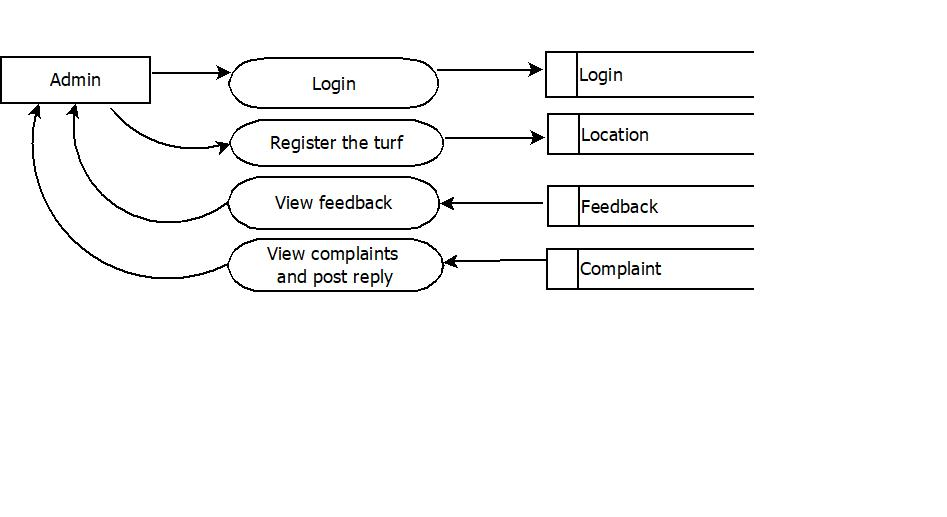 Admin
Login
Login
Register the turf
Location
View feedback
Feedback
View complaints
and post reply
Complaint